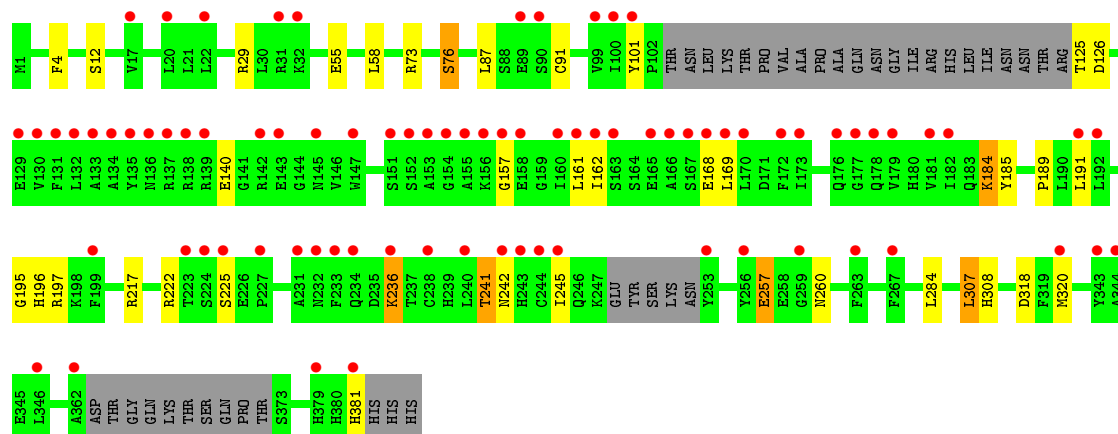 M1 F4 S12 V17 L20 L21 L22 R29 L30 R31 K32 E55 L58 R73 S76 L87 S88 E89 S90 C91 V99 I100 Y101 P102 THR ASN LEU LYS THR PRO VAL ALA PRO ALA GLN ASN GLY ILE ARG HIS LEU ILE ASN ASN THR ARG T125 D126
E129 V130 F131 L132 A133 A134 Y135 N136 R137 R138 R139 E140 G141 R142 E143 G144 N145 V146 W147 S151 S152 A153 G154 A155 K156 G157 E158 G159 I160 L161 I162 S163 S164 E165 A166 S167 E168 L169 L170 D171 F172 I173 Q176 G177 Q178 V179 H180 V181 I182 Q183 K184 Y185 P189 L190 L191 L192
G195 H196 R197 K198 F199 R217 R222 T223 S224 S225 E226 P227 A231 N232 F233 Q234 D235 K236 T237 C238 H239 L240 T241 N242 H243 C244 I245 Q246 K247 GLU TYR SER LYS ASN Y253 Y256 E257 E258 G259 N260 F263 F267 L284 L307 H308 D318 F319 M320 Y343 A344
E345 L346 A362 ASP THR GLY GLN LYS THR SER GLN PRO THR S373 H379 H380 H381 HIS HIS HIS